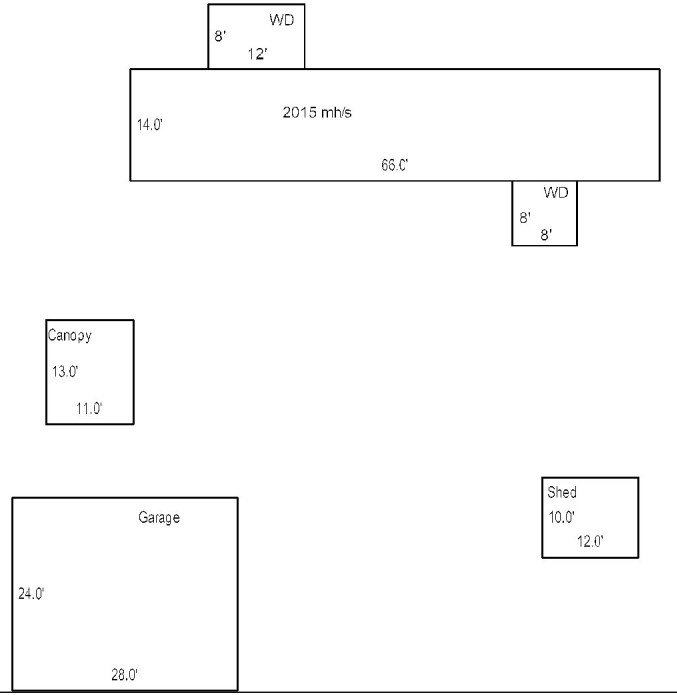 WD
8'
12'
2015 mh/s
14.0'
66.0'
WD
8'
8'
Canopy
13.0'
11.0'
Shed
10.0'
12.0'
Garage
24.0'
28.0'